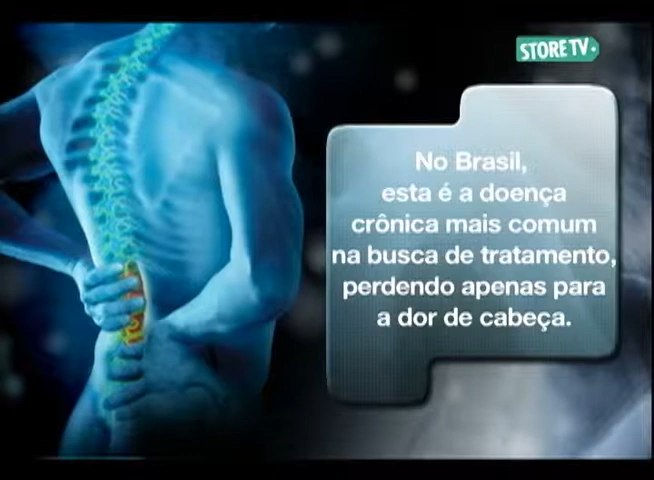 STORE TV
No Brasil,
esta é a doença
crônica mais comum
na busca de tratamento,
perdendo apenas para
a dor de cabeça.